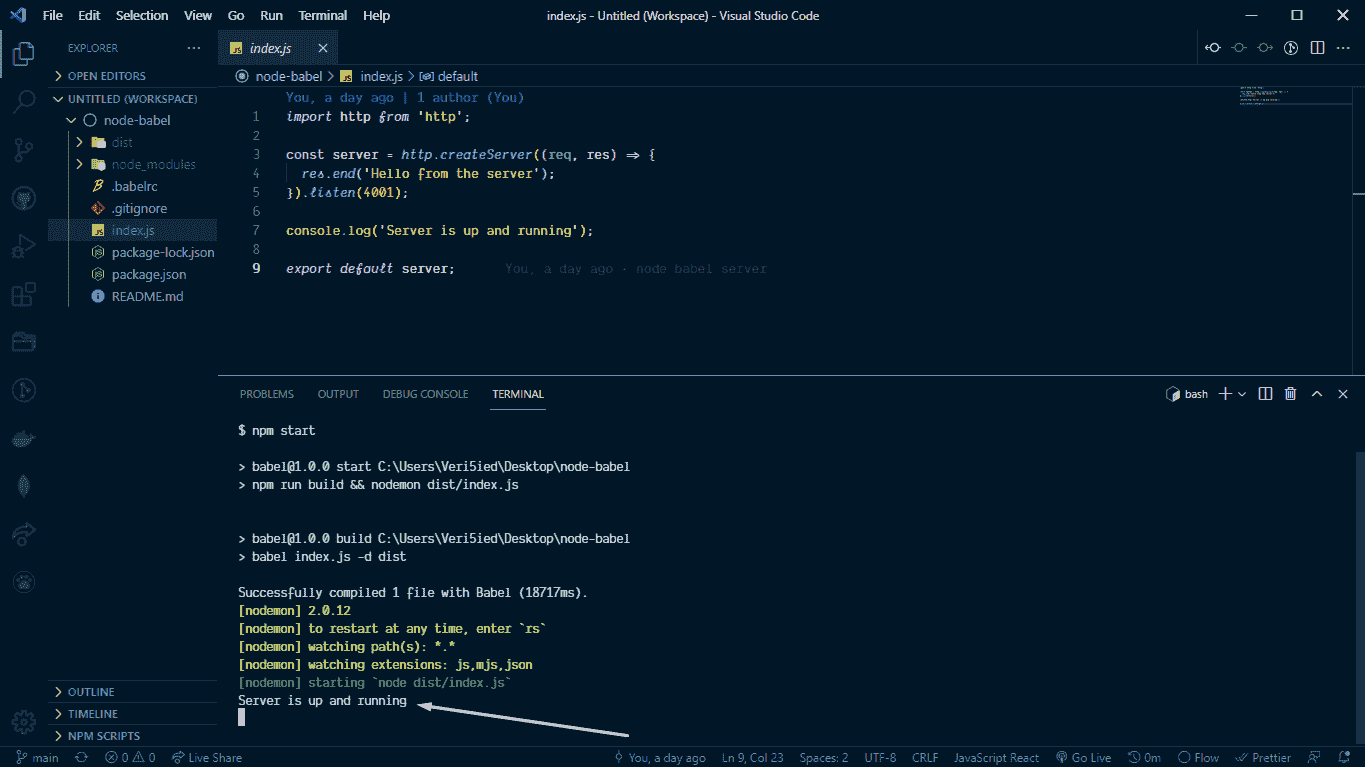 File Edit Selection View Go Run Terminal Help
index.js - Untitled (Workspace) - Visual Studio Code
EXPLORER
OPEN EDITORS
UNTITLED (WORKSPACE)
node-babel
dist
node_modules
.babelrc
.gitignore
index.js
package-lock.json
package.json
README.md
OUTLINE
TIMELINE
NPM SCRIPTS
index.js
node-babel > index.js > default
You, a day ago | 1 author (You)
1 import http from 'http';
2
3 const server = http.createServer((req, res) ⇒ {
4 res.end('Hello from the server');
5 }).listen(4001);
6
7 console.log('Server is up and running');
8
9 export default server; You, a day ago · node babel server
PROBLEMS OUTPUT DEBUG CONSOLE TERMINAL
bash
$ npm start
> babel@1.0.0 start C:\Users\Veri5ied\Desktop\node-babel
> npm run build && nodemon dist/index.js
> babel@1.0.0 build C:\Users\Veri5ied\Desktop\node-babel
> babel index.js -d dist
Successfully compiled 1 file with Babel (18717ms).
[nodemon] 2.0.12
[nodemon] to restart at any time, enter `rs`
[nodemon] watching path(s): *.*
[nodemon] watching extensions: js,mjs,json
[nodemon] starting `node dist/index.js`
Server is up and running
main 0 0 Live Share You, a day ago Ln 9, Col 23 Spaces: 2 UTF-8 CRLF JavaScript React Go Live 0m Flow Prettier